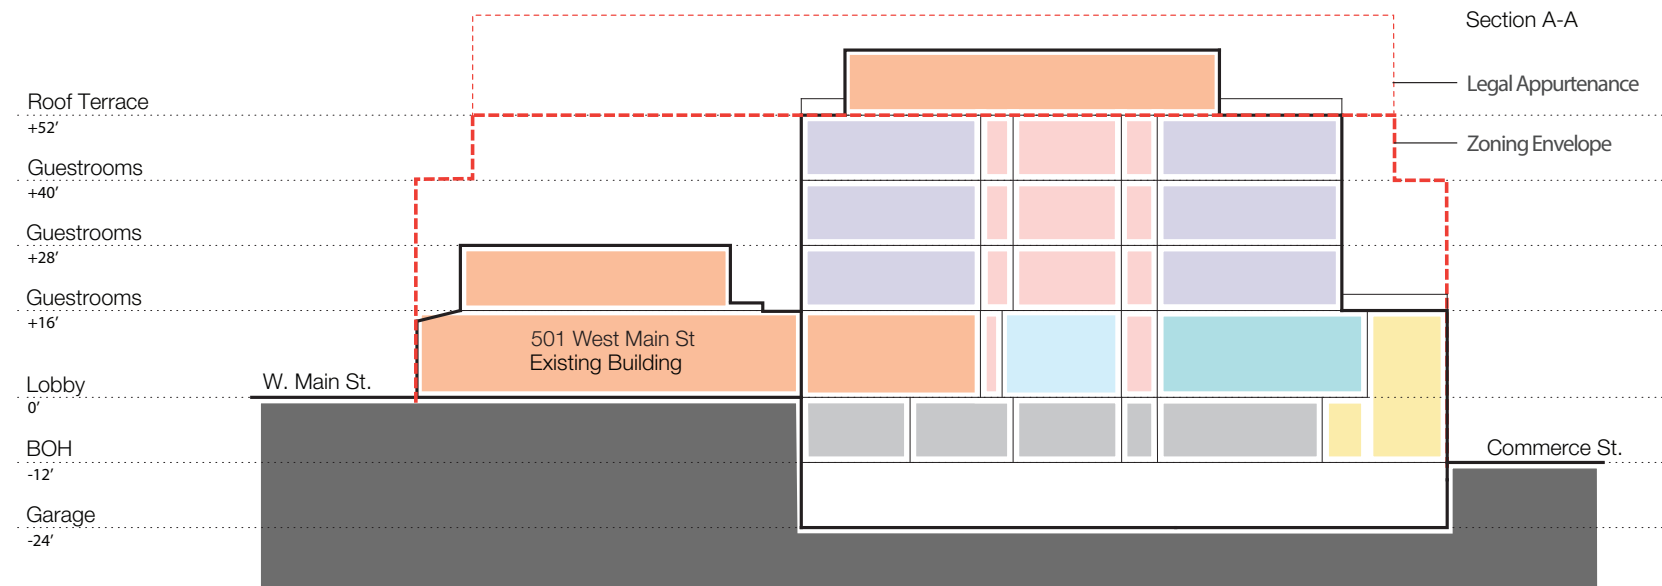 Section A-A
Legal Appurtenance
Roof Terrace
+52’
Zoning Envelope
Guestrooms
+40’
Guestrooms
+28’
Guestrooms
+16’
501 West Main St
Existing Building
W. Main St.
Lobby
0’
BOH
-12’
Commerce St.
Garage
-24’